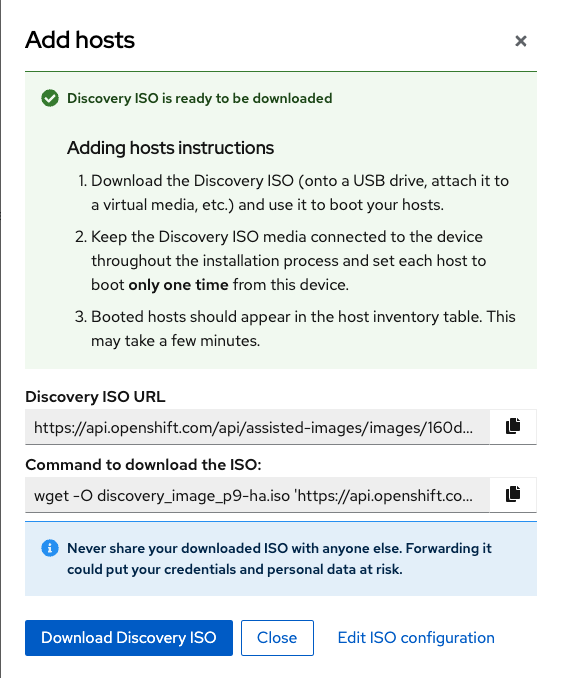 Add hosts
Discovery ISO is ready to be downloaded
Adding hosts instructions
1. Download the Discovery ISO (onto a USB drive, attach it to
a virtual media, etc.) and use it to boot your hosts.
2. Keep the Discovery ISO media connected to the device
throughout the installation process and set each host to
boot only one time from this device.
3. Booted hosts should appear in the host inventory table. This
may take a few minutes.
Discovery ISO URL
https://api.openshift.com/api/assisted-images/images/160d...
Command to download the ISO:
wget -O discovery_image_p9-ha.iso 'https://api.openshift.co...
Never share your downloaded ISO with anyone else. Forwarding it
could put your credentials and personal data at risk.
Download Discovery ISO Close Edit ISO configuration